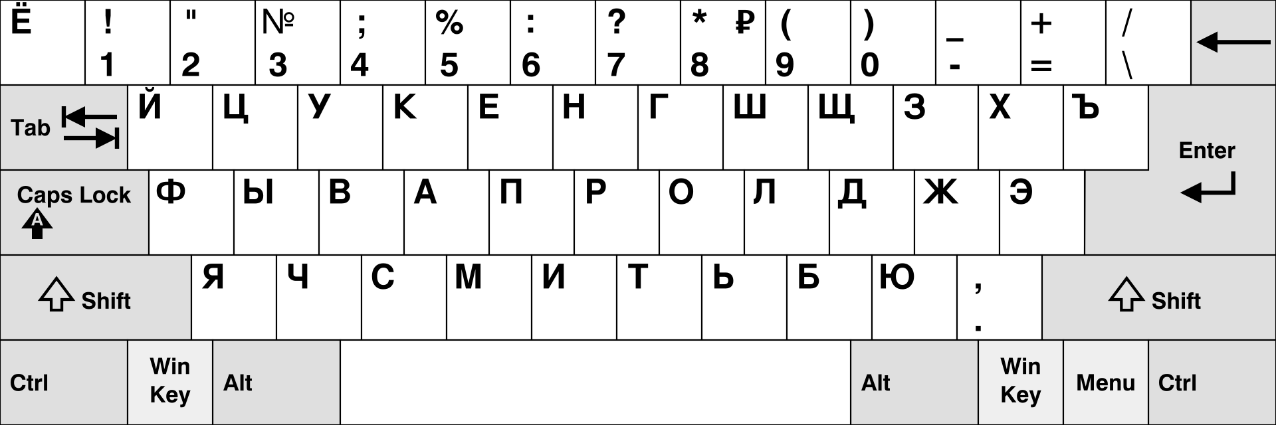 Ё ! " № ; % : ? * ₽ ( ) _ + /
1 2 3 4 5 6 7 8 9 0 - = \
Tab Й Ц У К Е Н Г Ш Щ З Х Ъ
Enter
Caps Lock Ф Ы В А П Р О Л Д Ж Э
A
Shift Я Ч С М И Т Ь Б Ю , Shift
.
Ctrl Win Key Alt Alt Win Key Menu Ctrl